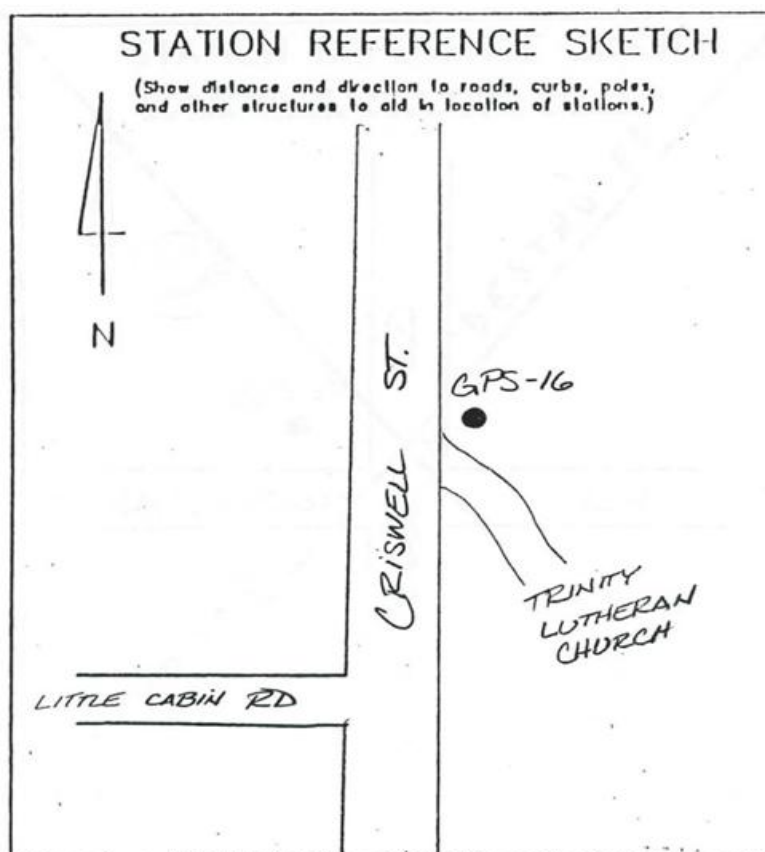 STATION REFERENCE SKETCH
(Show distance and direction to roads, curbs, poles,
and other structures to aid in location of stations.)
N
CRISWELL ST.
GPS-16
TRINITY
LUTHERAN
CHURCH
LITTLE CABIN RD